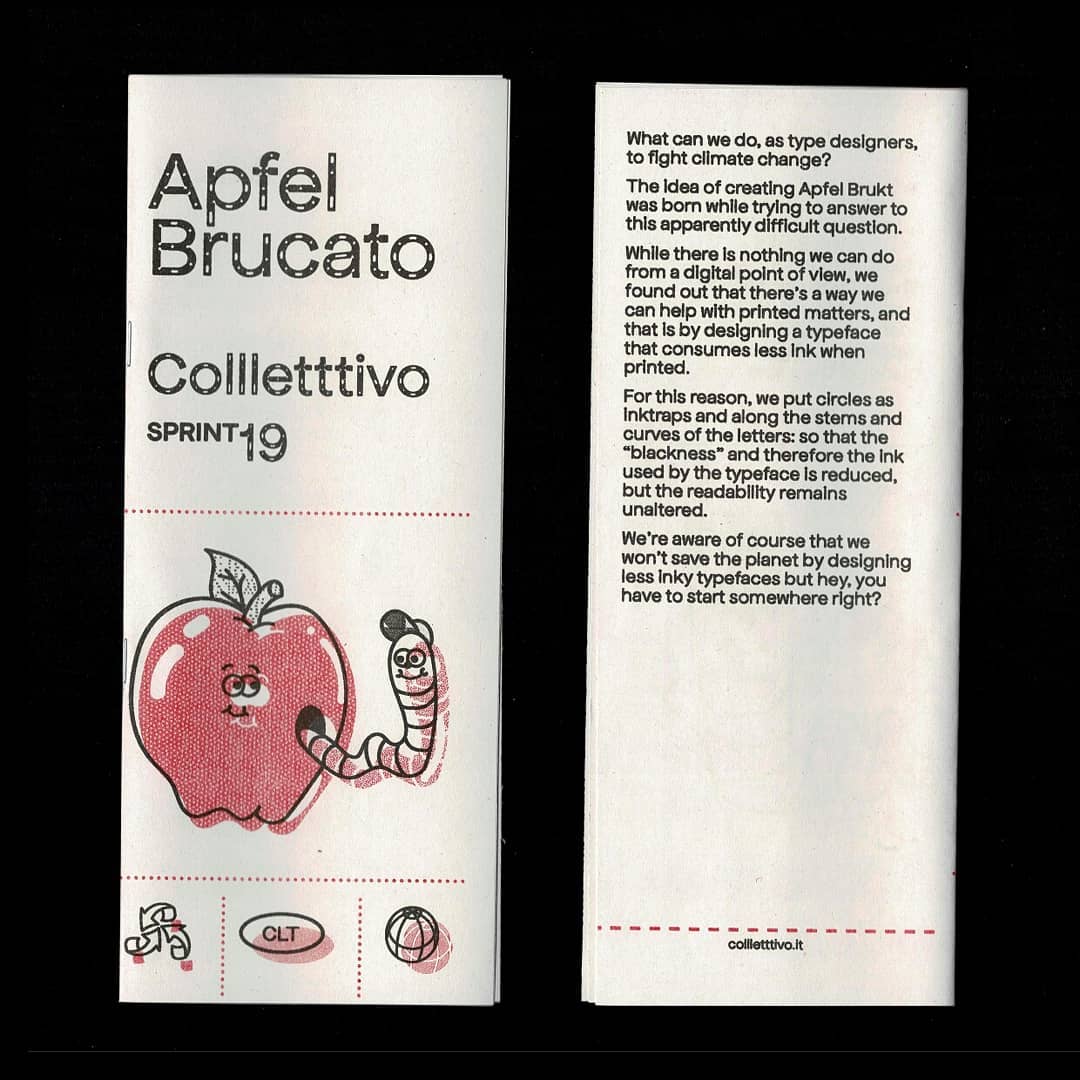 Apfel
Brucato
Collletttivo
SPRINT19
CLT
What can we do, as type designers,
to fight climate change?
The idea of creating Apfel Brukt
was born while trying to answer to
this apparently difficult question.
While there is nothing we can do
from a digital point of view, we
found out that there's a way we
can help with printed matters, and
that is by designing a typeface
that consumes less ink when
printed.
For this reason, we put circles as
inktraps and along the stems and
curves of the letters: so that the
“blackness” and therefore the ink
used by the typeface is reduced,
but the readability remains
unaltered.
We're aware of course that we
won't save the planet by designing
less inky typefaces but hey, you
have to start somewhere right?
collletttivo.it